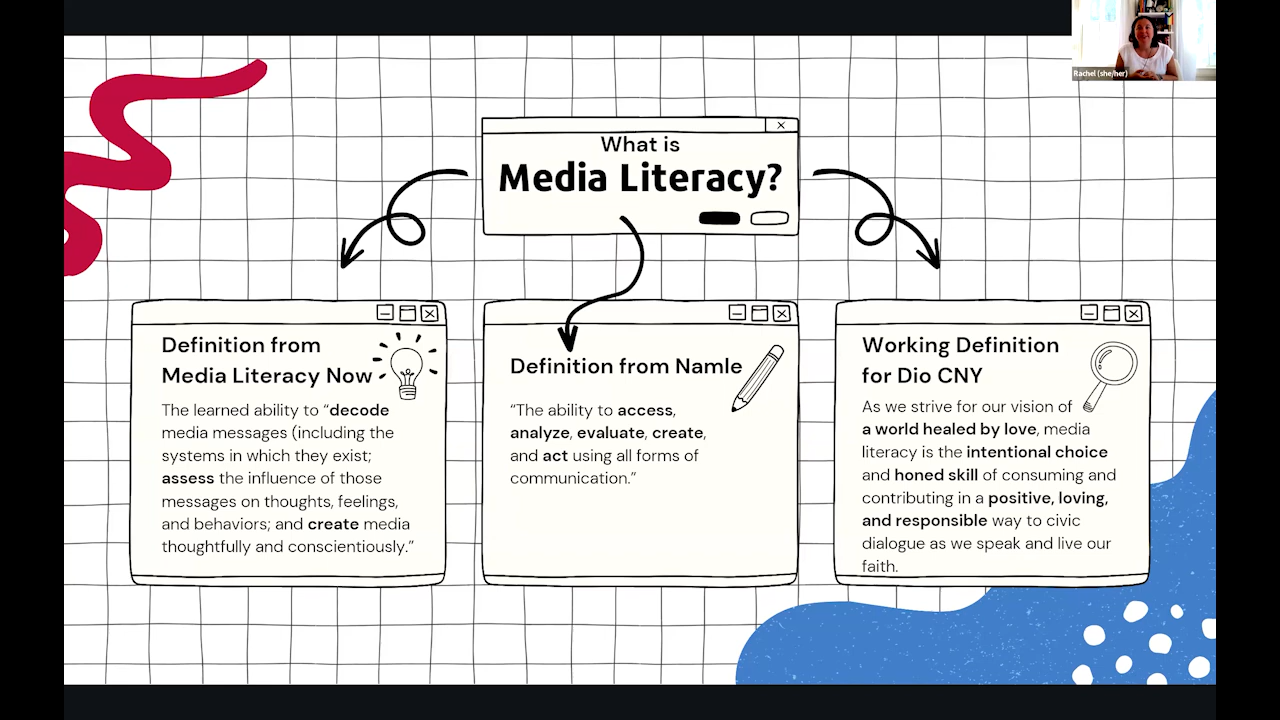 Rachel (she/her)
What is
Media Literacy?
Definition from
Media Literacy Now
The learned ability to “decode
media messages (including the
systems in which they exist;
assess the influence of those
messages on thoughts, feelings,
and behaviors; and create media
thoughtfully and conscientiously.”
Definition from Namle
“The ability to access,
analyze, evaluate, create,
and act using all forms of
communication.”
Working Definition
for Dio CNY
As we strive for our vision of
a world healed by love, media
literacy is the intentional choice
and honed skill of consuming and
contributing in a positive, loving,
and responsible way to civic
dialogue as we speak and live our
faith.